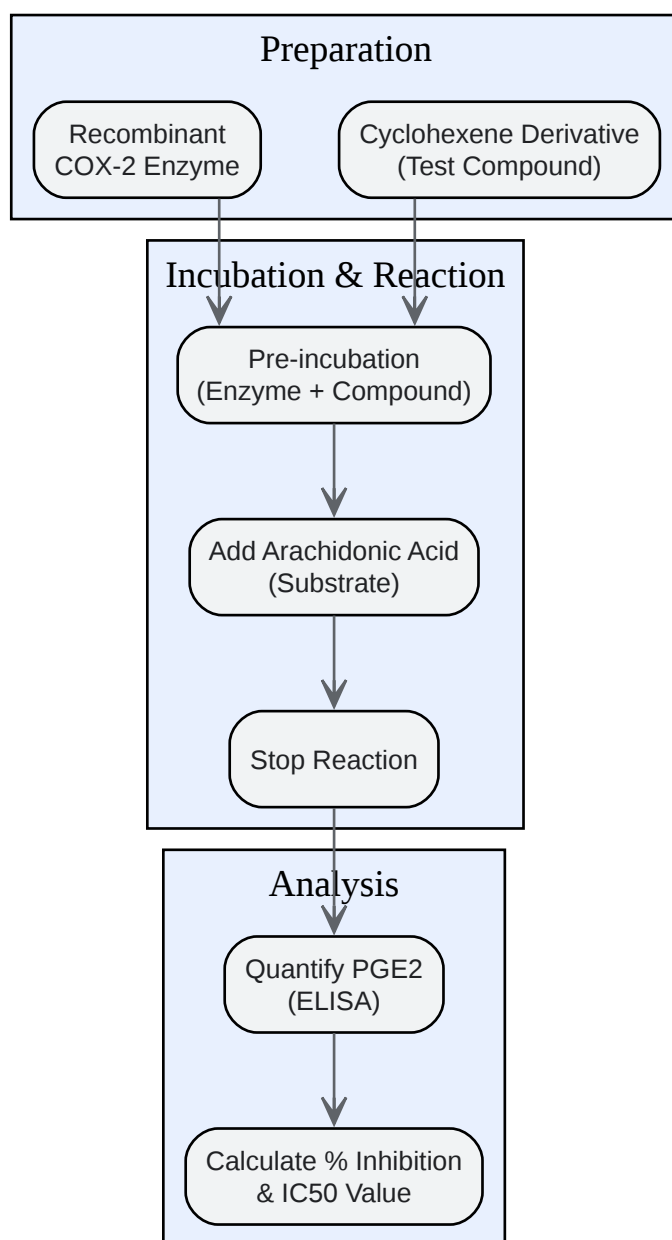 Preparation
Recombinant
COX-2 Enzyme
Cyclohexene Derivative
(Test Compound)
Incubation & Reaction
Pre-incubation
(Enzyme + Compound)
Add Arachidonic Acid
(Substrate)
Stop Reaction
Analysis
Quantify PGE2
(ELISA)
Calculate % Inhibition
& IC50 Value